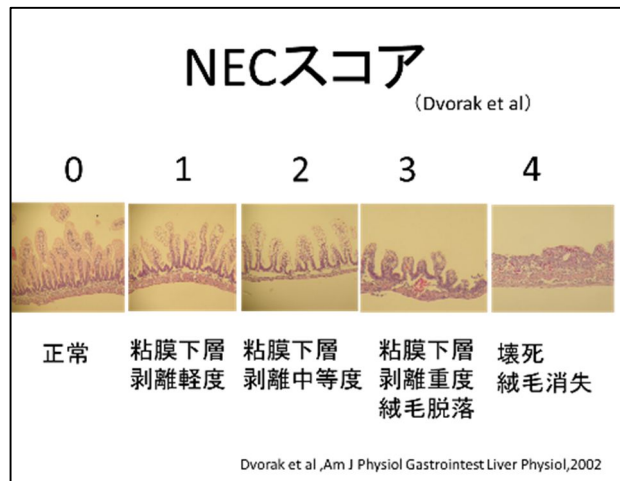 NECスコア
（Dvorak et al）
0 1 2 3 4
正常
粘膜下層
剥離軽度
粘膜下層
剥離中等度
粘膜下層
剥離重度
絨毛脱落
壊死
絨毛消失
Dvorak et al ,Am J Physiol Gastrointest Liver Physiol,2002